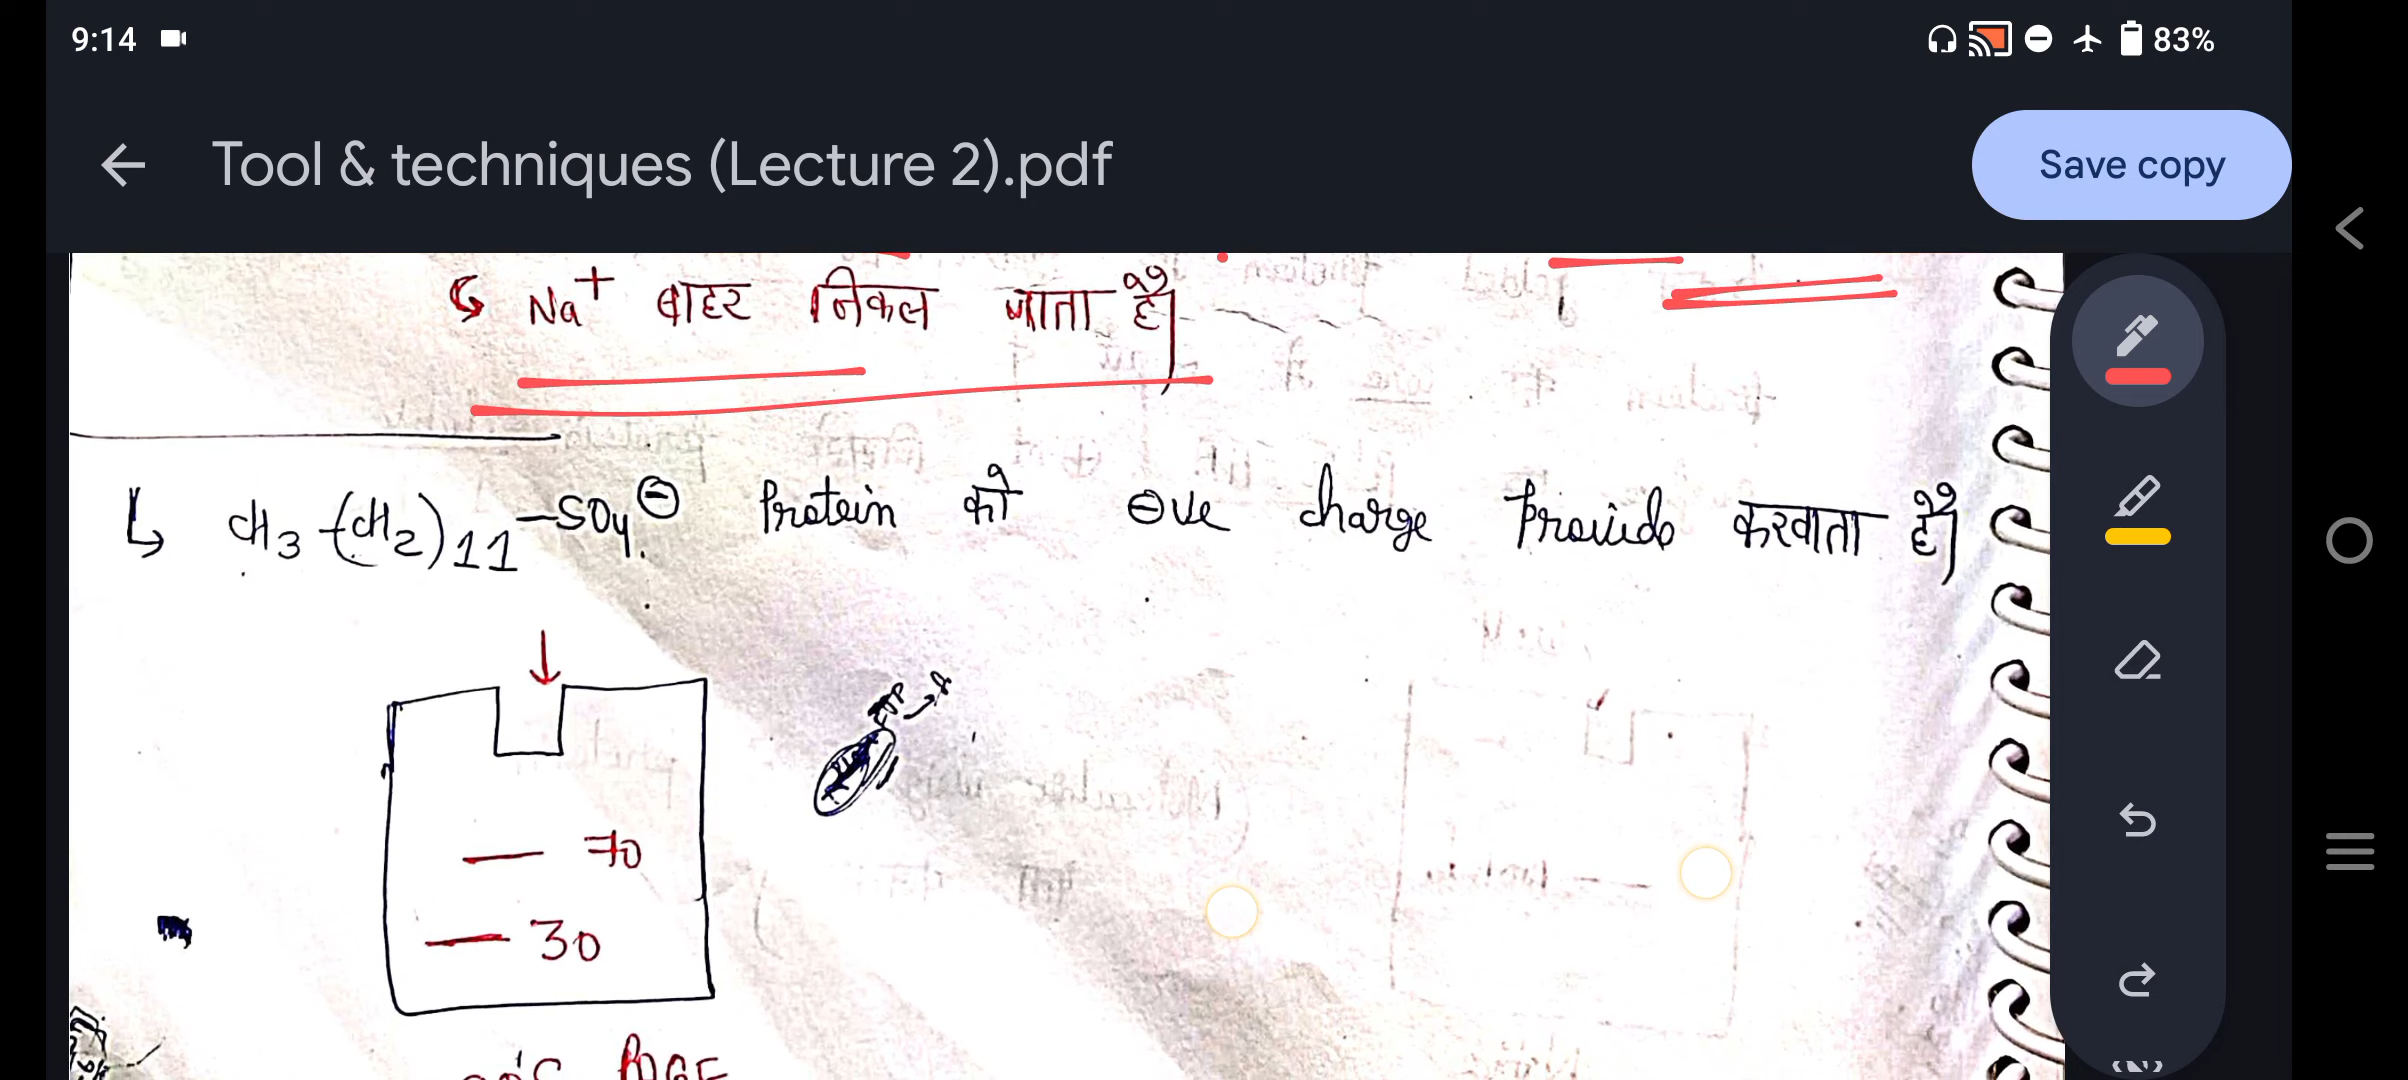 9:14
83%
Tool & techniques (Lecture 2).pdf
Save copy
Na+ बाहर निकल जाता है।
CH3-(CH2)11-SO4⊖ Protein को ⊖ve charge Provide करवाता है।
70
30
PAGE